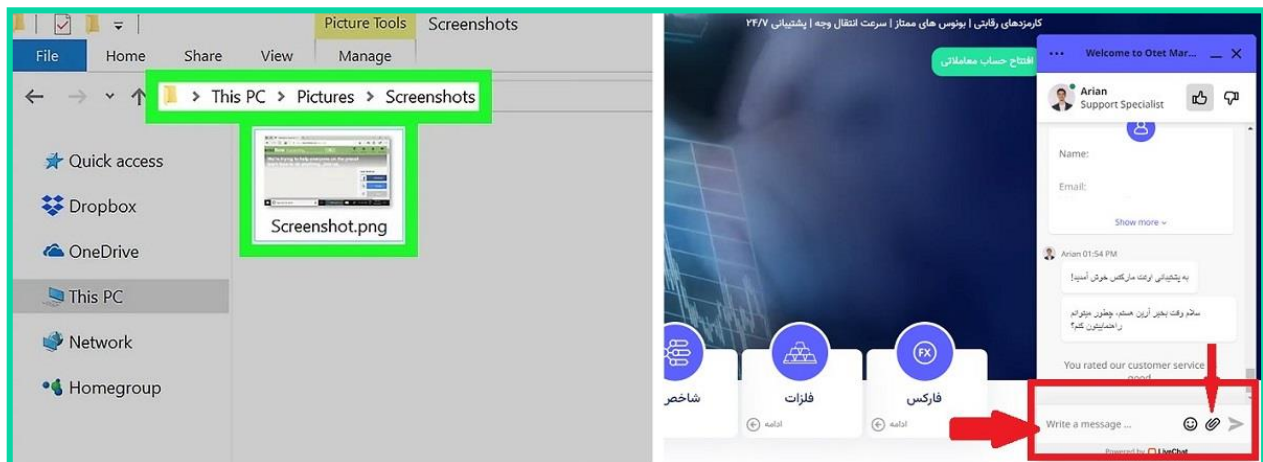 Picture Tools
Screenshots
File
Home
Share
View
Manage
This PC > Pictures > Screenshots
Screenshot.png
Quick access
Dropbox
OneDrive
This PC
Network
Homegroup
کارمزدهای رقابتی | بونوس های ممتاز | سرعت انتقال وجه | پشتیبانی ۲۴/۷
افتتاح حساب معاملاتی
فارکس
ادامه
فلزات
ادامه
شاخص
FX
Welcome to Otet Mar...
Arian
Support Specialist
Name:
Email:
Show more
Arian 01:54 PM
به پشتیبانی اوتت مارکتس خوش آمدید!
سلام وقت بخیر آرین هستم، چطور میتوانم
راهنماییتون کنم؟
You rated our customer service
good
Write a message ...
Powered by LiveChat